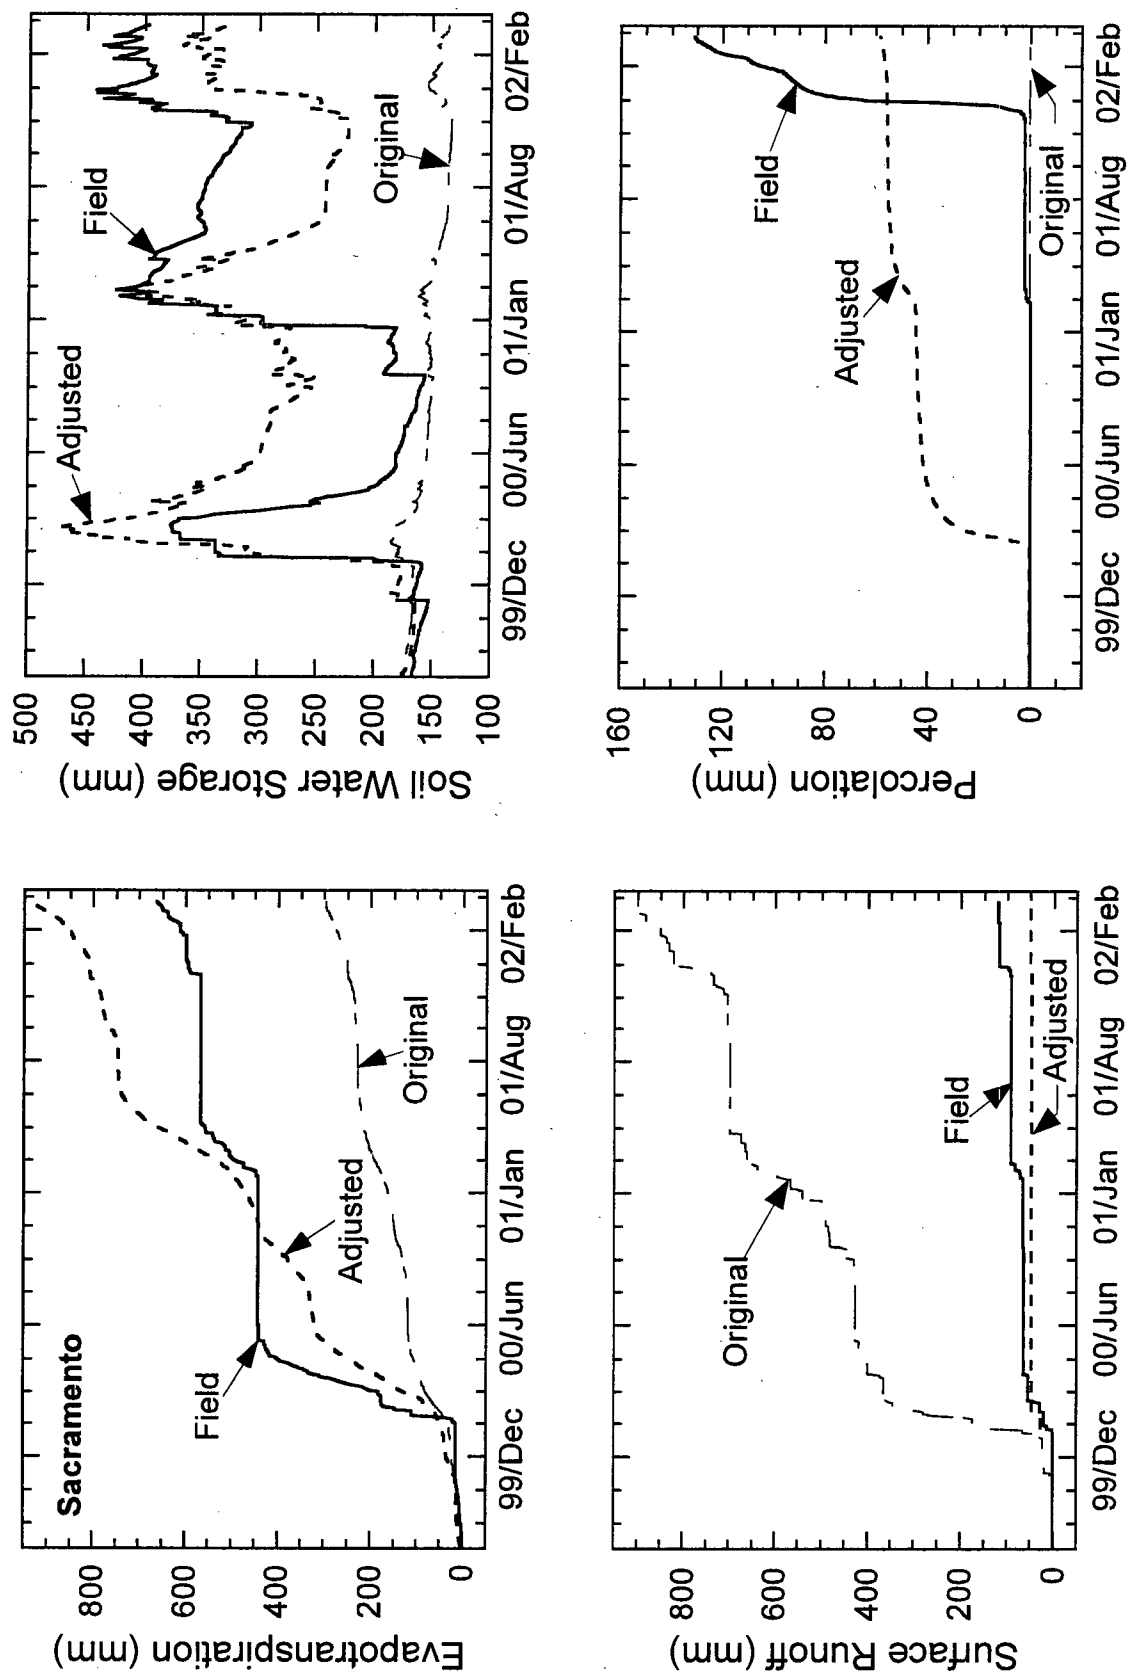 Sacramento
Evapotranspiration (mm)
800
600
400
200
0
Field
Adjusted
Original
99/Dec
00/Jun
01/Jan
01/Aug
02/Feb
Soil Water Storage (mm)
500
450
400
350
300
250
200
150
100
Adjusted
Field
Original
99/Dec
00/Jun
01/Jan
01/Aug
02/Feb
Surface Runoff (mm)
800
600
400
200
0
Original
Field
Adjusted
99/Dec
00/Jun
01/Jan
01/Aug
02/Feb
Percolation (mm)
160
120
80
40
0
Adjusted
Field
Original
99/Dec
00/Jun
01/Jan
01/Aug
02/Feb